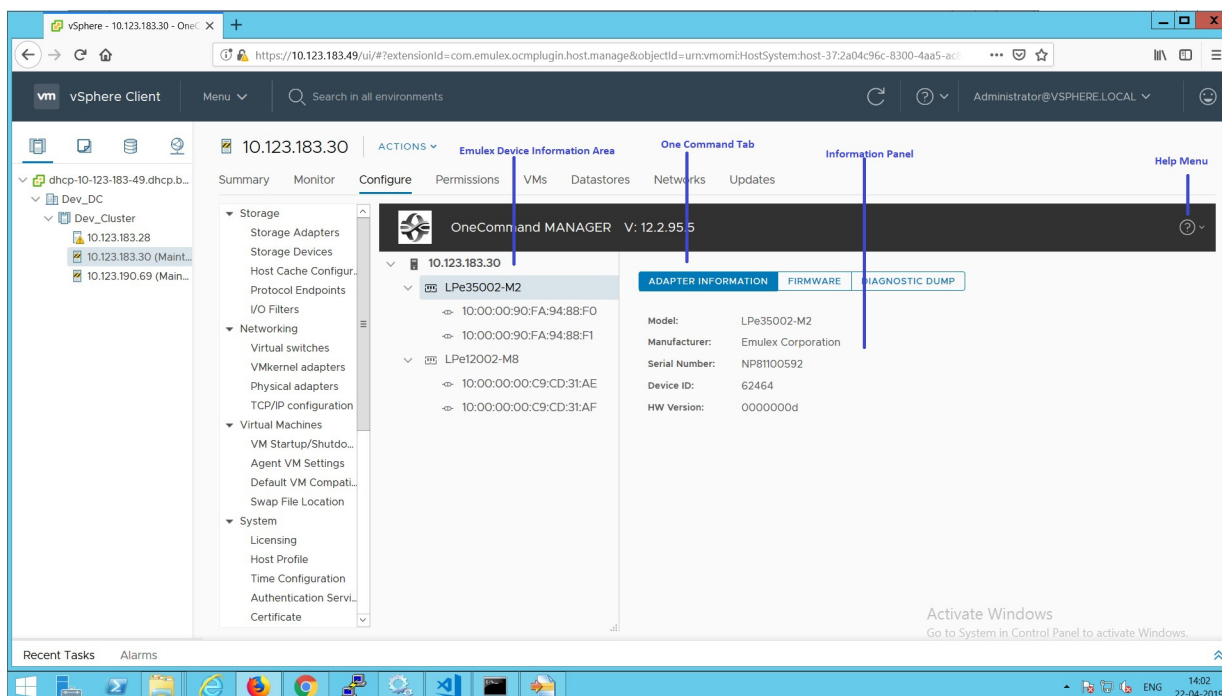 vSphere - 10.123.183.30 - One
https://10.123.183.49/ui/#?extensionId=com.emulex.ocmplugin.host.manage&objectId=urn:vmomi:HostSystem:host-37:2a04c96c-8300-4aa5-ac
vm vSphere Client Menu Search in all environments Administrator@VSPHERE.LOCAL
10.123.183.30 ACTIONS
Emulex Device Information Area
One Command Tab
Information Panel
Help Menu
Summary Monitor Configure Permissions VMs Datastores Networks Updates
dhcp-10-123-183-49.dhcp.b...
Dev_DC
Dev_Cluster
10.123.183.28
10.123.183.30 (Maint...
10.123.190.69 (Main...
Storage
Storage Adapters
Storage Devices
Host Cache Configur..
Protocol Endpoints
I/O Filters
Networking
Virtual switches
VMkernel adapters
Physical adapters
TCP/IP configuration
Virtual Machines
VM Startup/Shutdo...
Agent VM Settings
Default VM Compati...
Swap File Location
System
Licensing
Host Profile
Time Configuration
Authentication Servi...
Certificate
OneCommand MANAGER V: 12.2.95.5
10.123.183.30
LPe35002-M2
10:00:00:90:FA:94:88:F0
10:00:00:90:FA:94:88:F1
LPe12002-M8
10:00:00:00:C9:CD:31:AE
10:00:00:00:C9:CD:31:AF
ADAPTER INFORMATION FIRMWARE DIAGNOSTIC DUMP
Model: LPe35002-M2
Manufacturer: Emulex Corporation
Serial Number: NP81100592
Device ID: 62464
HW Version: 0000000d
Activate Windows
Go to System in Control Panel to activate Windows.
Recent Tasks Alarms
ENG
14:02
22-04-201